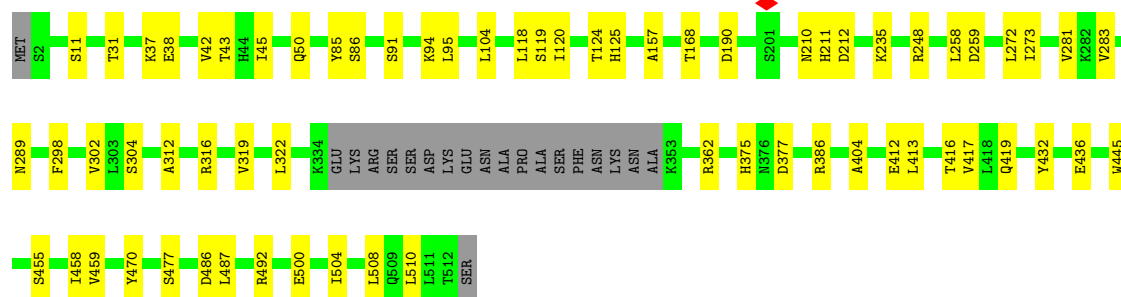 MET S2 S11 T31 K37 E38 V42 T43 H44 I45 Q50 Y85 S86 S91 K94 L95 L104 L118 S119 I120 T124 H125 A157 T168 D190 S201 N210 H211 D212 K235 R248 L258 D259 L272 I273 V281 K282 V283
N289 F298 V302 L303 S304 A312 R316 V319 L322 K334 GLU LYS ARG SER SER ASP LYS GLU ASN ALA PRO ALA SER PHE ASN LYS ASN ALA K353 R362 H375 N376 D377 R386 A404 E412 L413 T416 V417 L418 Q419 Y432 E436 W445
S455 I458 V459 Y470 S477 D486 L487 R492 E500 I504 L508 Q509 L510 L511 T512 SER